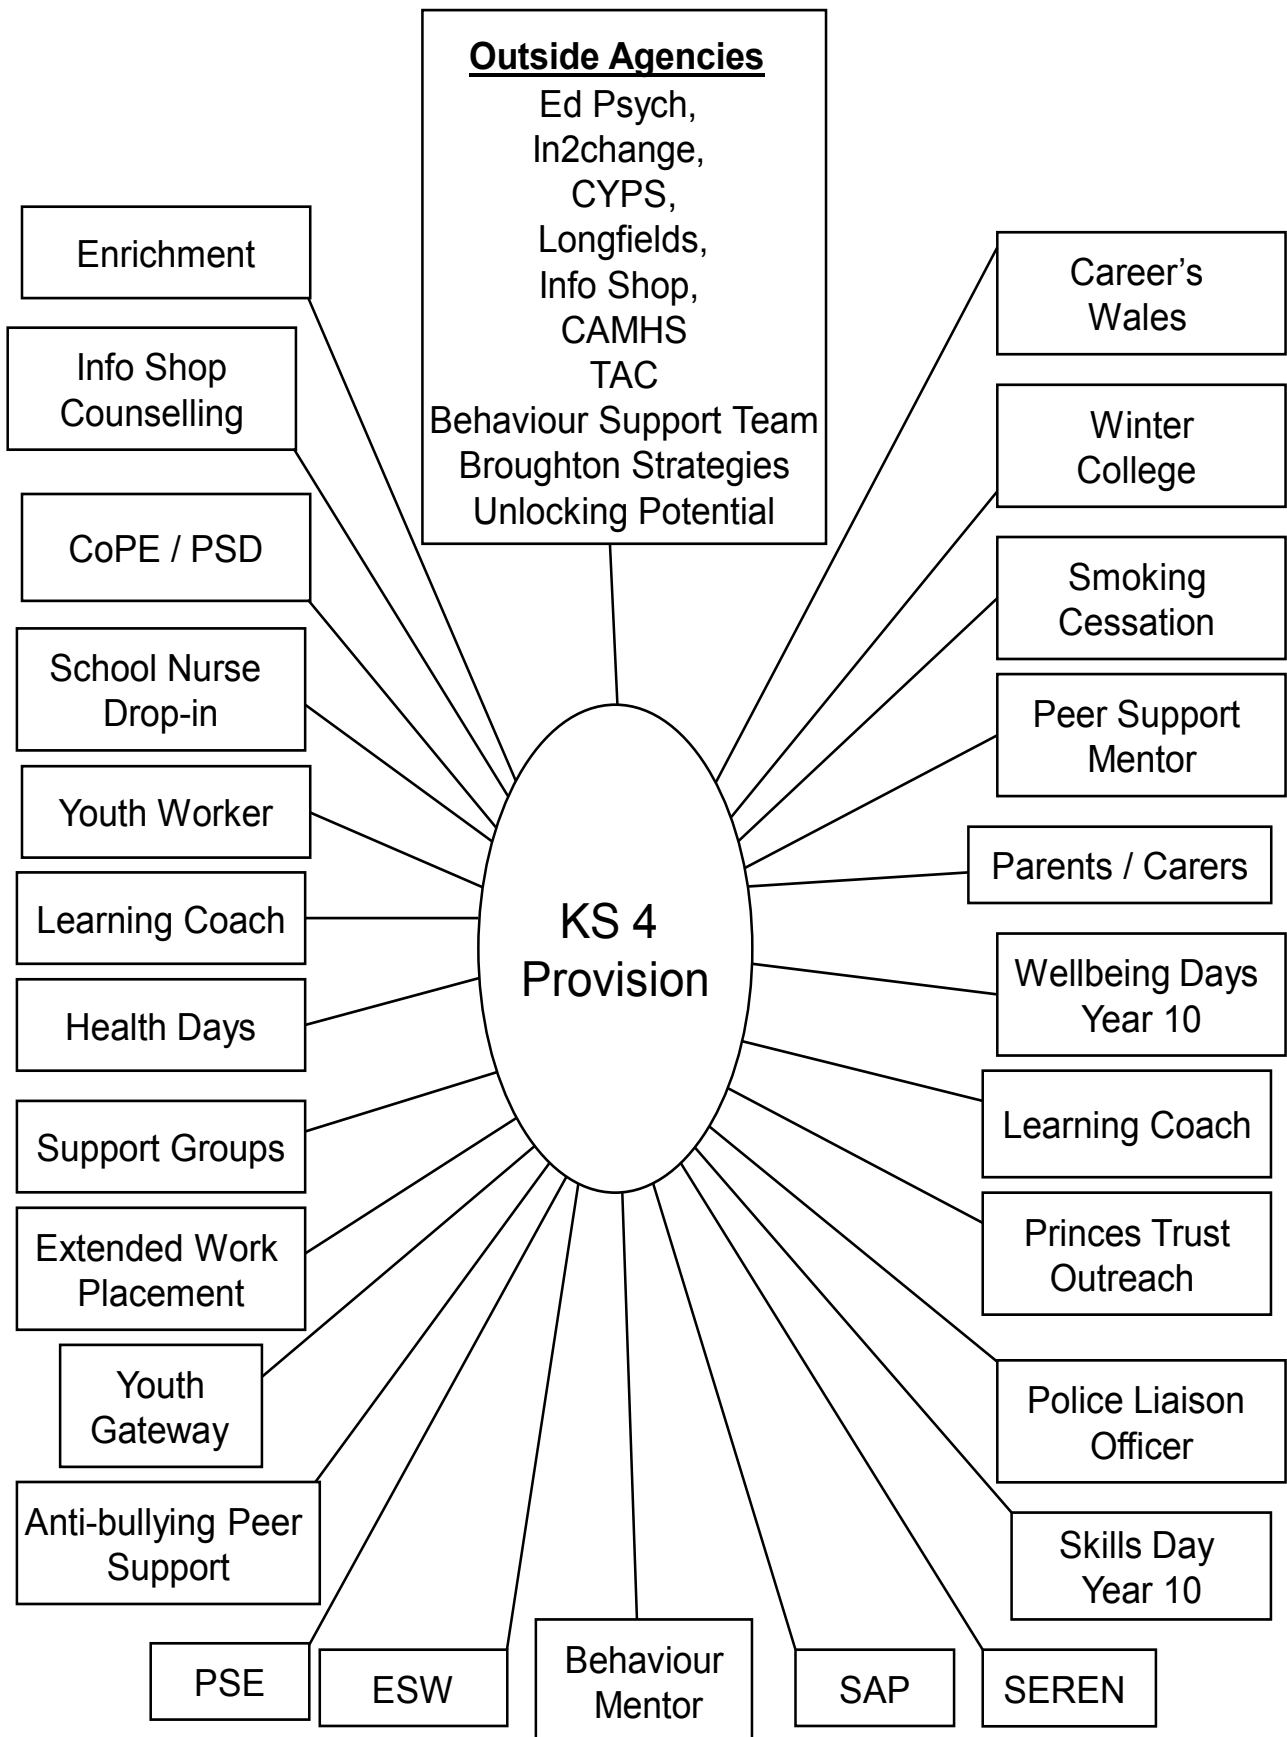 Outside Agencies
Ed Psych,
In2change,
CYPS,
Longfields,
Info Shop,
CAMHS
TAC
Behaviour Support Team
Broughton Strategies
Unlocking Potential
Enrichment
Info Shop
Counselling
CoPE / PSD
School Nurse
Drop-in
Youth Worker
Learning Coach
Health Days
Support Groups
Extended Work
Placement
Youth
Gateway
Anti-bullying Peer
Support
PSE
ESW
Behaviour
Mentor
SAP
SEREN
KS 4
Provision
Career’s
Wales
Winter
College
Smoking
Cessation
Peer Support
Mentor
Parents / Carers
Wellbeing Days
Year 10
Learning Coach
Princes Trust
Outreach
Police Liaison
Officer
Skills Day
Year 10